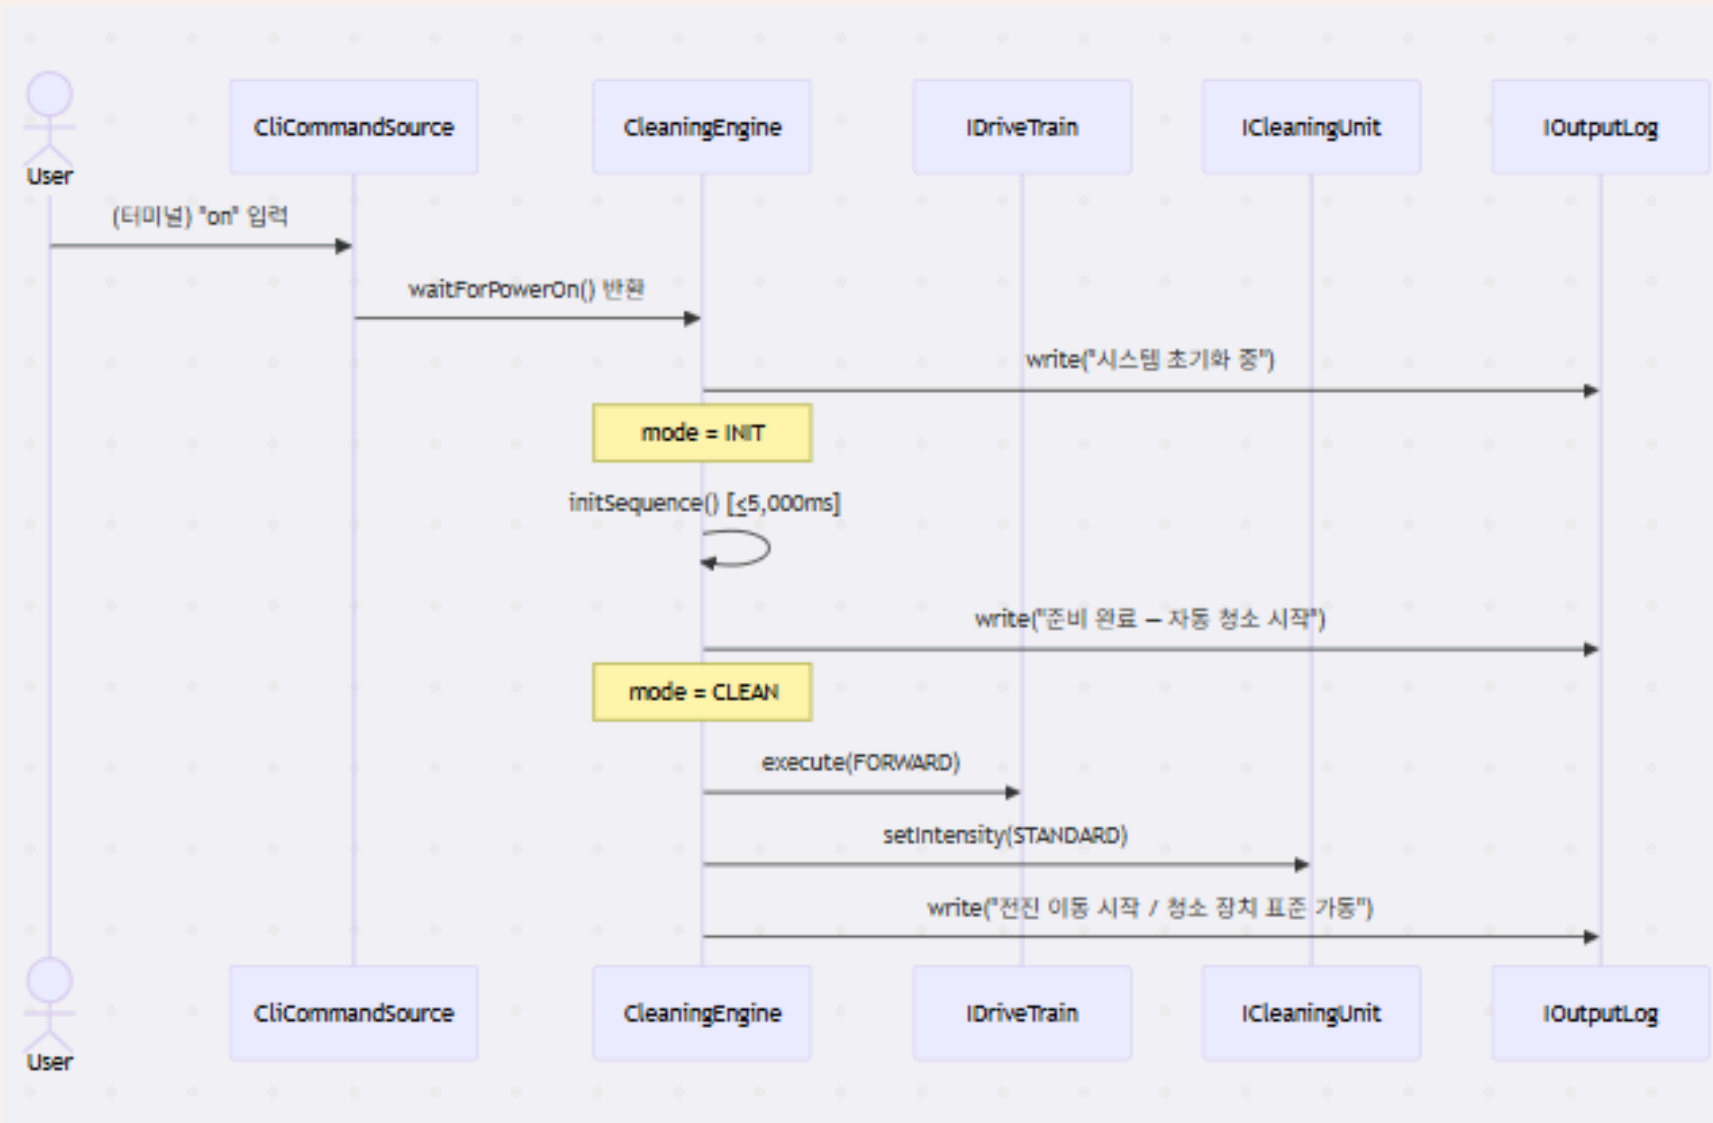 User
CliCommandSource
CleaningEngine
IDriveTrain
ICleaningUnit
IOutputLog
(터미널) "on" 입력
waitForPowerOn() 반환
write("시스템 초기화 중")
mode = INIT
initSequence() [≤5,000ms]
write("준비 완료 — 자동 청소 시작")
mode = CLEAN
execute(FORWARD)
setIntensity(STANDARD)
write("전진 이동 시작 / 청소 장치 표준 가동")
User
CliCommandSource
CleaningEngine
IDriveTrain
ICleaningUnit
IOutputLog